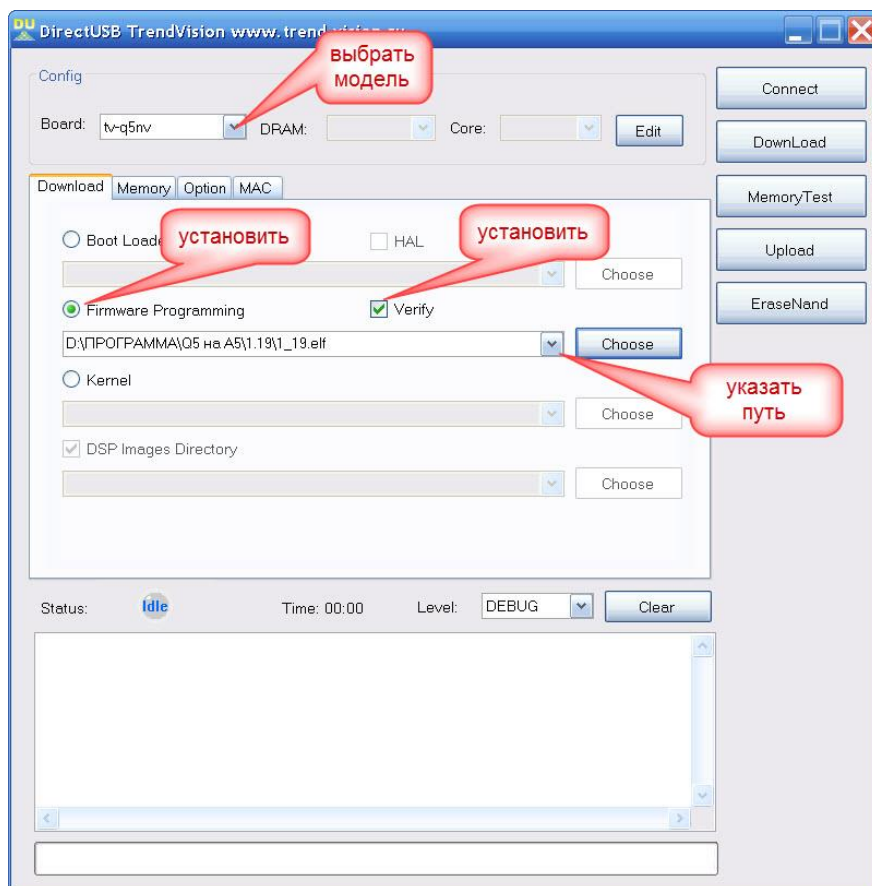 DirectUSB TrendVision www.trend
выбрать
модель
Config
Connect
Board: tv-q5nv DRAM: Core: Edit
DownLoad
Download Memory Option MAC
MemoryTest
установить
установить
Boot Loade HAL
Upload
Choose
EraseNand
Firmware Programming Verify
D:\ПРОГРАММА\Q5 на A5\1.19\1_19.elf Choose
Kernel
указать
путь
Choose
DSP Images Directory
Choose
Status: Idle Time: 00:00 Level: DEBUG Clear